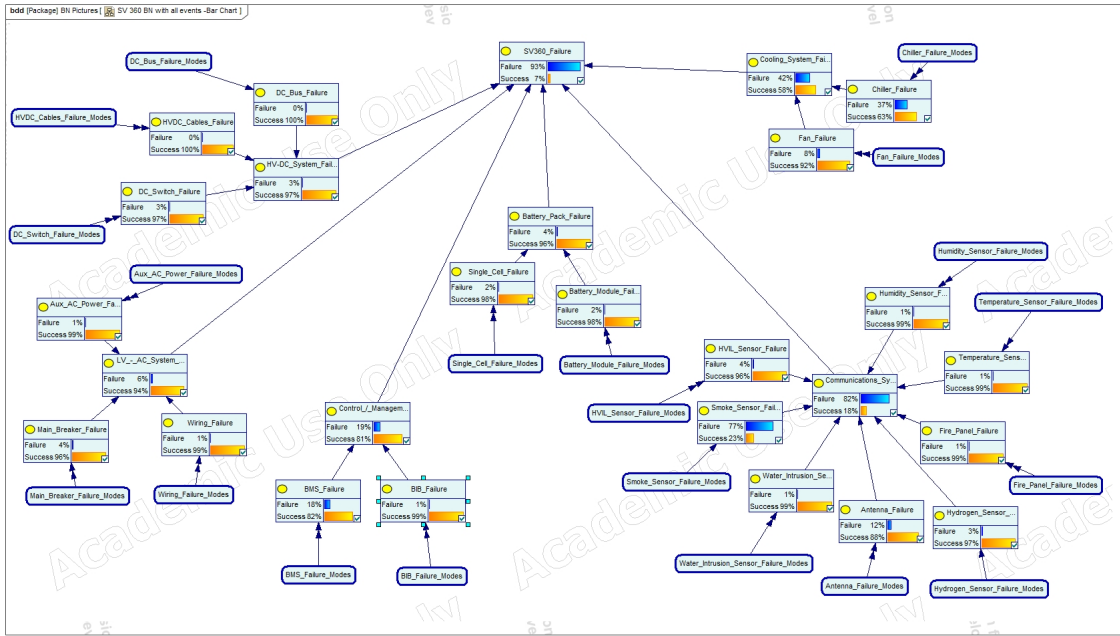 bdd [Package] BN Pictures [ SV 360 BN with all events -Bar Chart ]
SV360_Failure
Failure 93%
Success 7%
DC_Bus_Failure_Modes
DC_Bus_Failure
Failure 0%
Success 100%
HVDC_Cables_Failure_Modes
HVDC_Cables_Failure
Failure 0%
Success 100%
HV-DC_System_Fail...
Failure 3%
Success 97%
DC_Switch_Failure
Failure 3%
Success 97%
DC_Switch_Failure_Modes
Cooling_System_Fai...
Failure 42%
Success 58%
Chiller_Failure_Modes
Chiller_Failure
Failure 37%
Success 63%
Fan_Failure
Failure 8%
Success 92%
Fan_Failure_Modes
Aux_AC_Power_Failure_Modes
Aux_AC_Power_Fa...
Failure 1%
Success 99%
LV_-_AC_System_...
Failure 6%
Success 94%
Main_Breaker_Failure
Failure 4%
Success 96%
Wiring_Failure
Failure 1%
Success 99%
Main_Breaker_Failure_Modes
Wiring_Failure_Modes
Battery_Pack_Failure
Failure 4%
Success 96%
Single_Cell_Failure
Failure 2%
Success 98%
Battery_Module_Fail...
Failure 2%
Success 98%
Single_Cell_Failure_Modes
Battery_Module_Failure_Modes
Control_/_Managem...
Failure 19%
Success 81%
BMS_Failure
Failure 18%
Success 82%
BIB_Failure
Failure 1%
Success 99%
BMS_Failure_Modes
BIB_Failure_Modes
Humidity_Sensor_Failure_Modes
Humidity_Sensor_F...
Failure 1%
Success 99%
Temperature_Sensor_Failure_Modes
Temperature_Sens...
Failure 1%
Success 99%
HVIL_Sensor_Failure
Failure 4%
Success 96%
HVIL_Sensor_Failure_Modes
Communications_Sy...
Failure 82%
Success 18%
Smoke_Sensor_Fail...
Failure 77%
Success 23%
Smoke_Sensor_Failure_Modes
Fire_Panel_Failure
Failure 1%
Success 99%
Fire_Panel_Failure_Modes
Water_Intrusion_Se...
Failure 1%
Success 99%
Water_Intrusion_Sensor_Failure_Modes
Antenna_Failure
Failure 12%
Success 88%
Antenna_Failure_Modes
Hydrogen_Sensor_...
Failure 3%
Success 97%
Hydrogen_Sensor_Failure_Modes
Academic Use Only
Academic Use Only